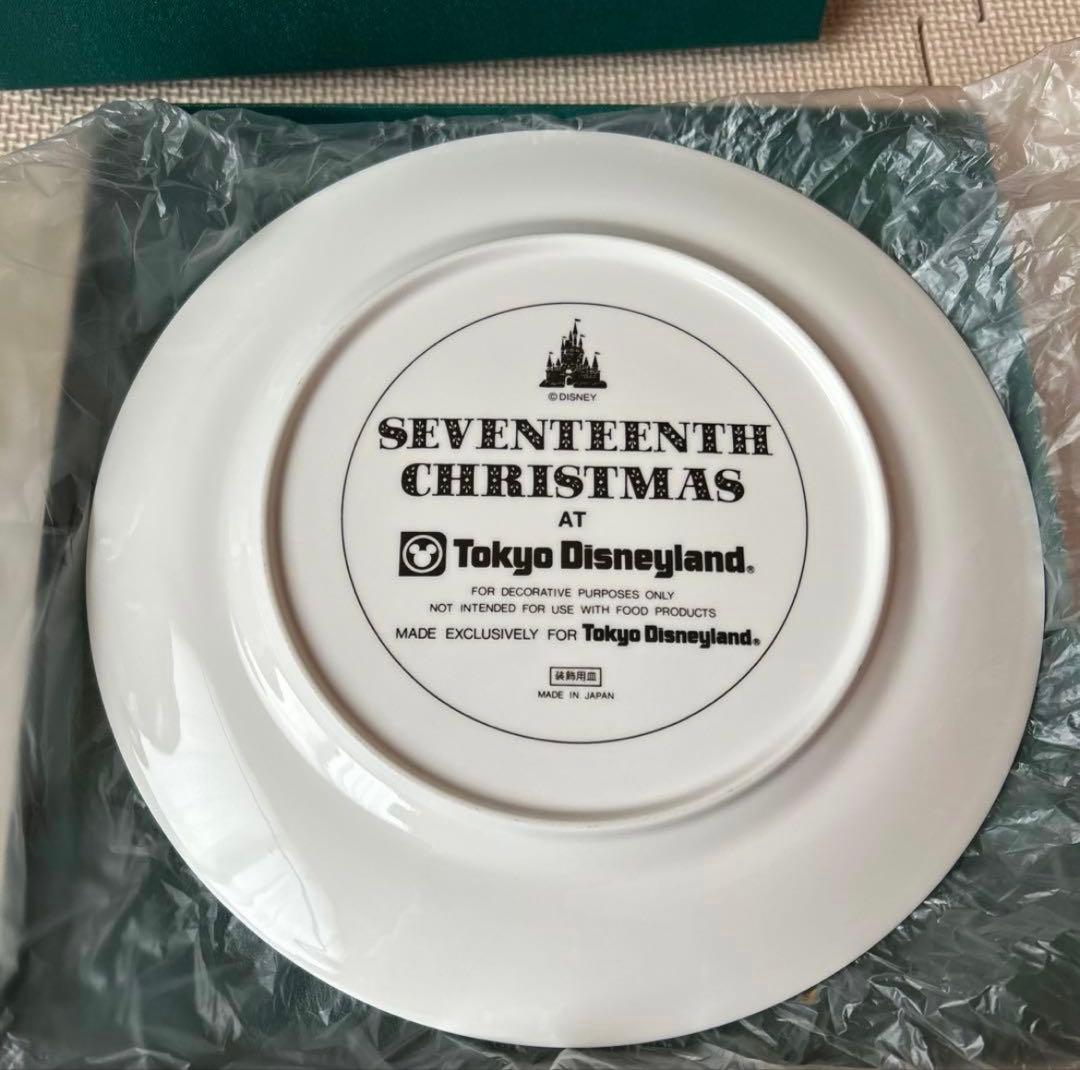 © DISNEY
SEVENTEENTH
CHRISTMAS
AT
Tokyo Disneyland®
FOR DECORATIVE PURPOSES ONLY
NOT INTENDED FOR USE WITH FOOD PRODUCTS
MADE EXCLUSIVELY FOR Tokyo Disneyland®
装飾用皿
MADE IN JAPAN